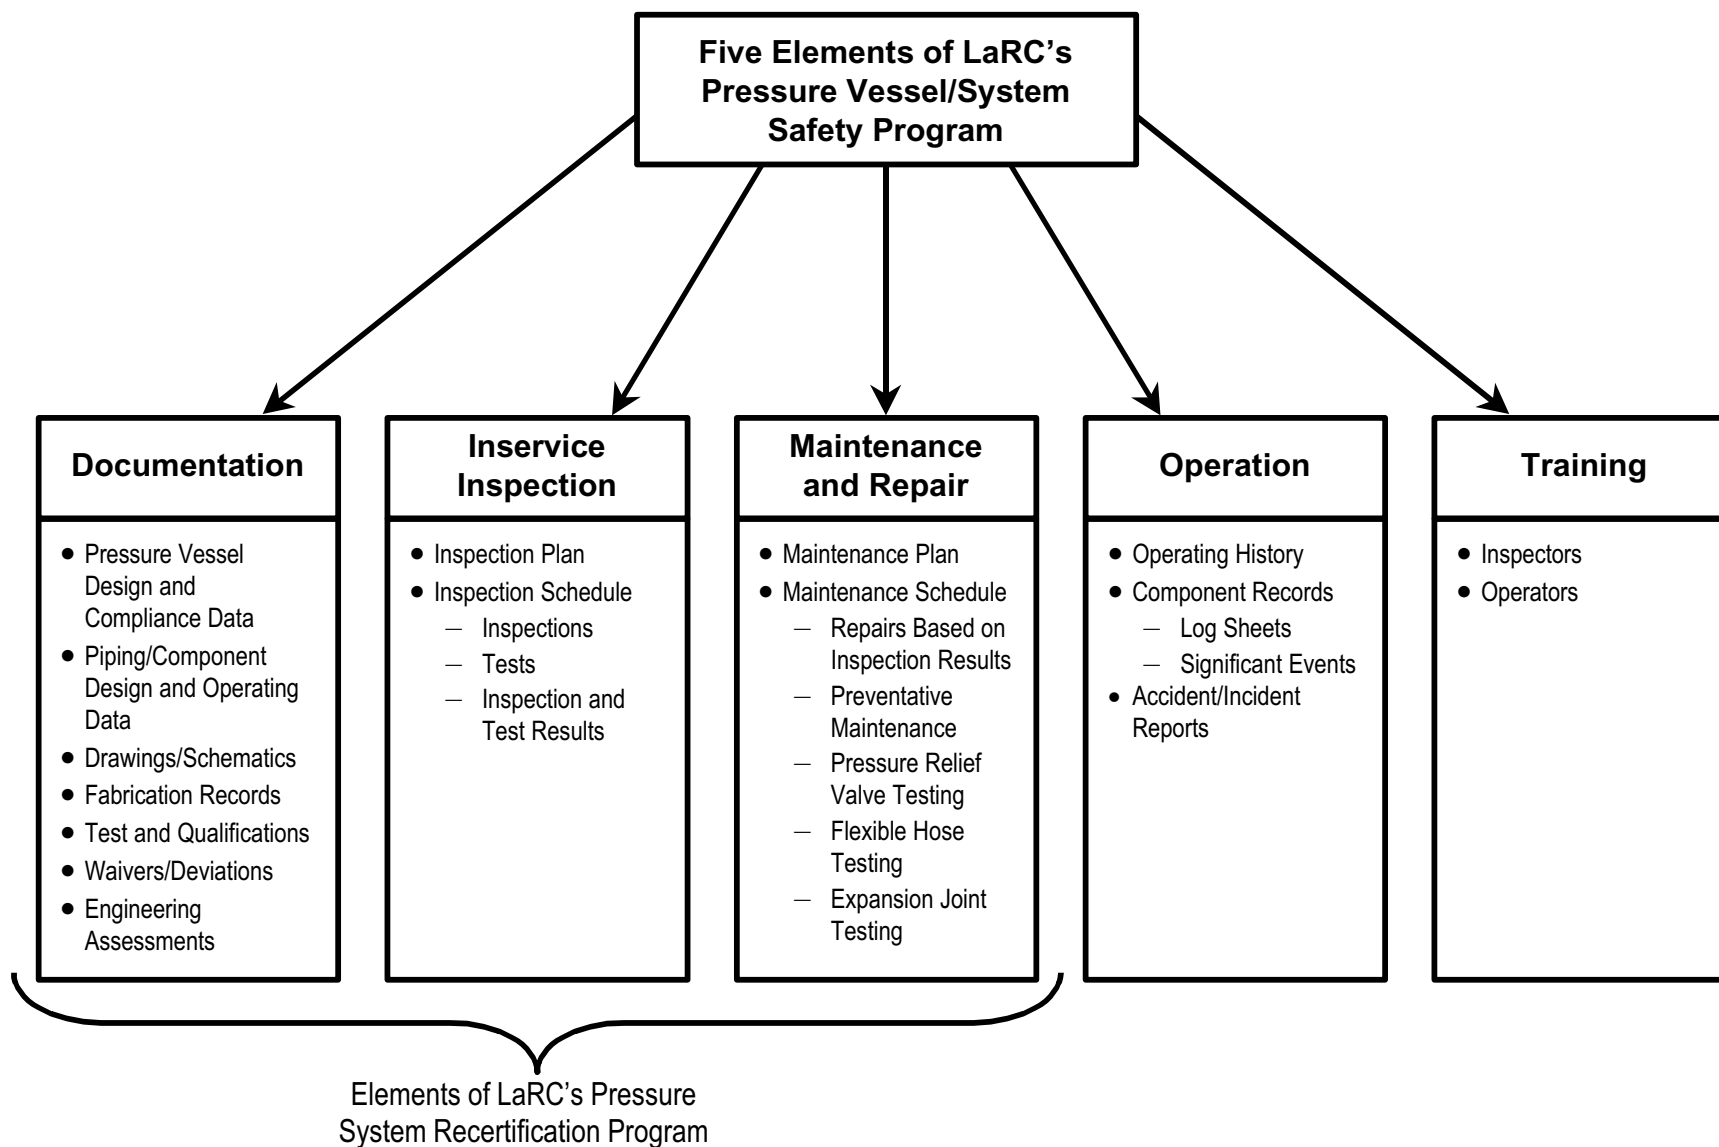 Five Elements of LaRC’s
Pressure Vessel/System
Safety Program
Documentation
● Pressure Vessel
Design and
Compliance Data
● Piping/Component
Design and Operating
Data
● Drawings/Schematics
● Fabrication Records
● Test and Qualifications
● Waivers/Deviations
● Engineering
Assessments
Inservice
Inspection
● Inspection Plan
● Inspection Schedule
– Inspections
– Tests
– Inspection and
Test Results
Maintenance
and Repair
● Maintenance Plan
● Maintenance Schedule
– Repairs Based on
Inspection Results
– Preventative
Maintenance
– Pressure Relief
Valve Testing
– Flexible Hose
Testing
– Expansion Joint
Testing
Operation
● Operating History
● Component Records
– Log Sheets
– Significant Events
● Accident/Incident
Reports
Training
● Inspectors
● Operators
Elements of LaRC’s Pressure
System Recertification Program